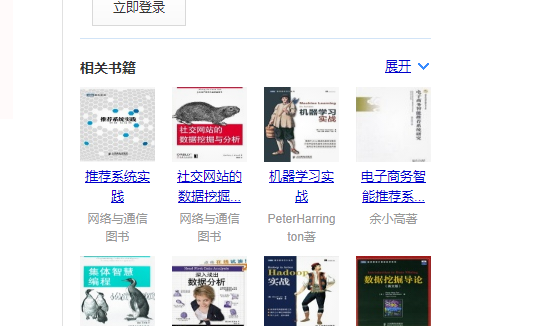 立即登录
相关书籍
展开
推荐系统实践
社交网站的
数据挖掘与分析
Machine Learning
机器学习
实战
电子商务智能推荐系统研究
推荐系统实
践
社交网站的
数据挖掘...
机器学习实
战
电子商务智
能推荐系...
网络与通信
图书
网络与通信
图书
PeterHarring
ton著
余小高著
集体智慧
编程
深入浅出
数据分析
Hadoop
实战
数据挖掘导论